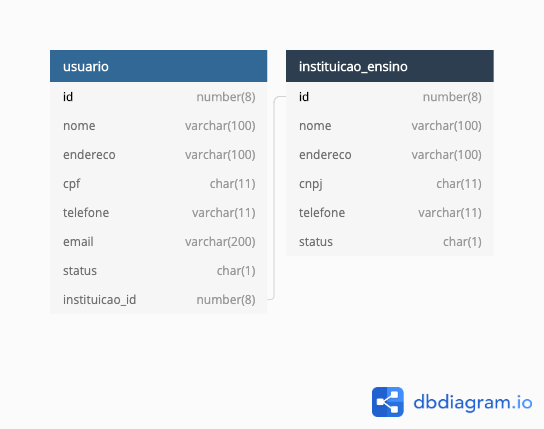 usuario
id number(8)
nome varchar(100)
endereco varchar(100)
cpf char(11)
telefone varchar(11)
email varchar(200)
status char(1)
instituicao_id number(8)
instituicao_ensino
id number(8)
nome varchar(100)
endereco varchar(100)
cnpj char(11)
telefone varchar(11)
status char(1)
dbdiagram.io